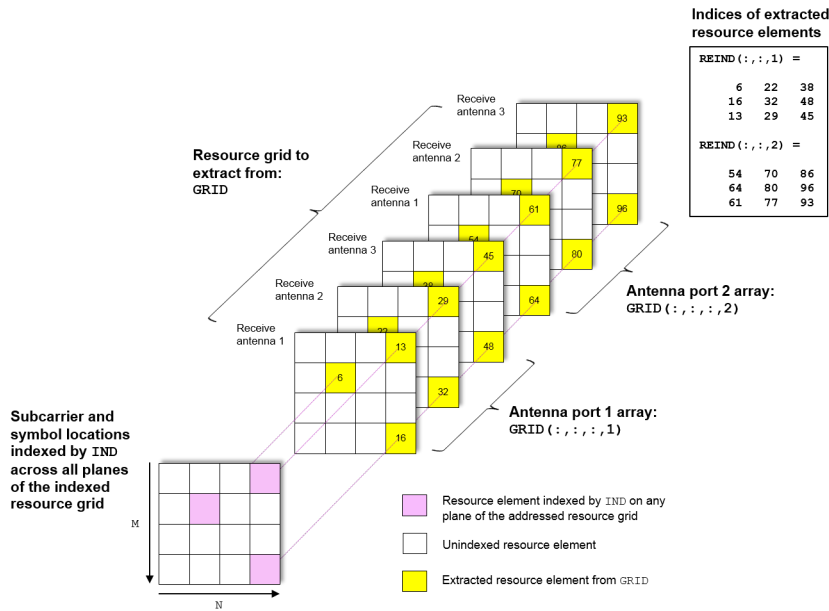 Indices of extracted
resource elements
REIND(:,:,1) =
6 22 38
16 32 48
13 29 45
REIND(:,:,2) =
54 70 86
64 80 96
61 77 93
Resource grid to
extract from:
GRID
Receive
antenna 3
93
86
96
Receive
antenna 2
77
70
80
Receive
antenna 1
61
54
64
Receive
antenna 3
45
38
48
Receive
antenna 2
29
22
32
Receive
antenna 1
13
6
16
Antenna port 2 array:
GRID(:,:,:,2)
Antenna port 1 array:
GRID(:,:,:,1)
Subcarrier and
symbol locations
indexed by IND
across all planes
of the indexed
resource grid
M
N
Resource element indexed by IND on any
plane of the addressed resource grid
Unindexed resource element
Extracted resource element from GRID